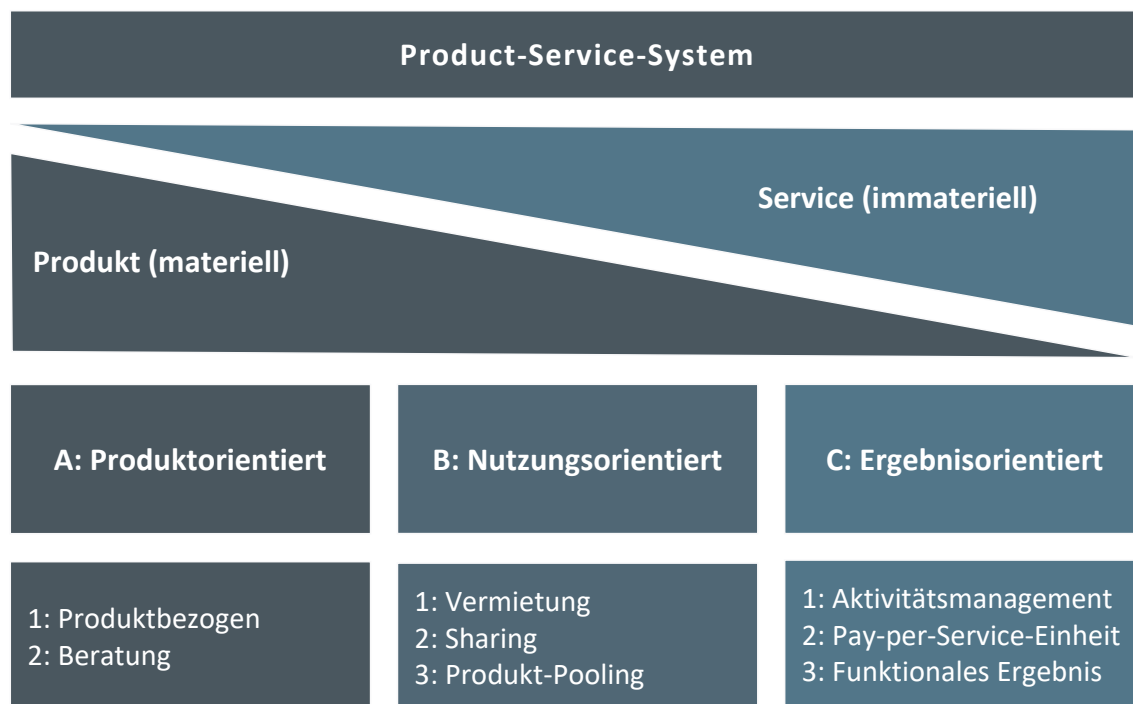 Product-Service-System
Service (immateriell)
Produkt (materiell)
A: Produktorientiert
B: Nutzungsorientiert
C: Ergebnisorientiert
1: Produktbezogen
2: Beratung
1: Vermietung
2: Sharing
3: Produkt-Pooling
1: Aktivitätsmanagement
2: Pay-per-Service-Einheit
3: Funktionales Ergebnis